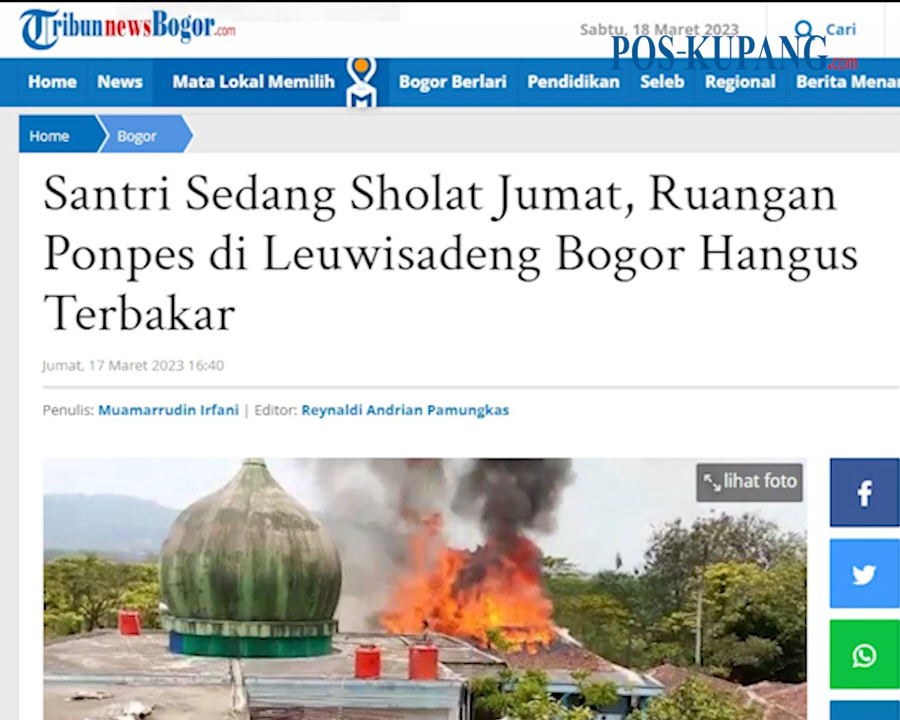 TribunnewsBogor.com
Sabtu, 18 Maret 2023
Cari
POS-KUPANG.com
Home News Mata Lokal Memilih Bogor Berlari Pendidikan Seleb Regional Berita Menar
Home Bogor
Santri Sedang Sholat Jumat, Ruangan
Ponpes di Leuwisadeng Bogor Hangus
Terbakar
Jumat, 17 Maret 2023 16:40
Penulis: Muamarrudin Irfani | Editor: Reynaldi Andrian Pamungkas
lihat foto